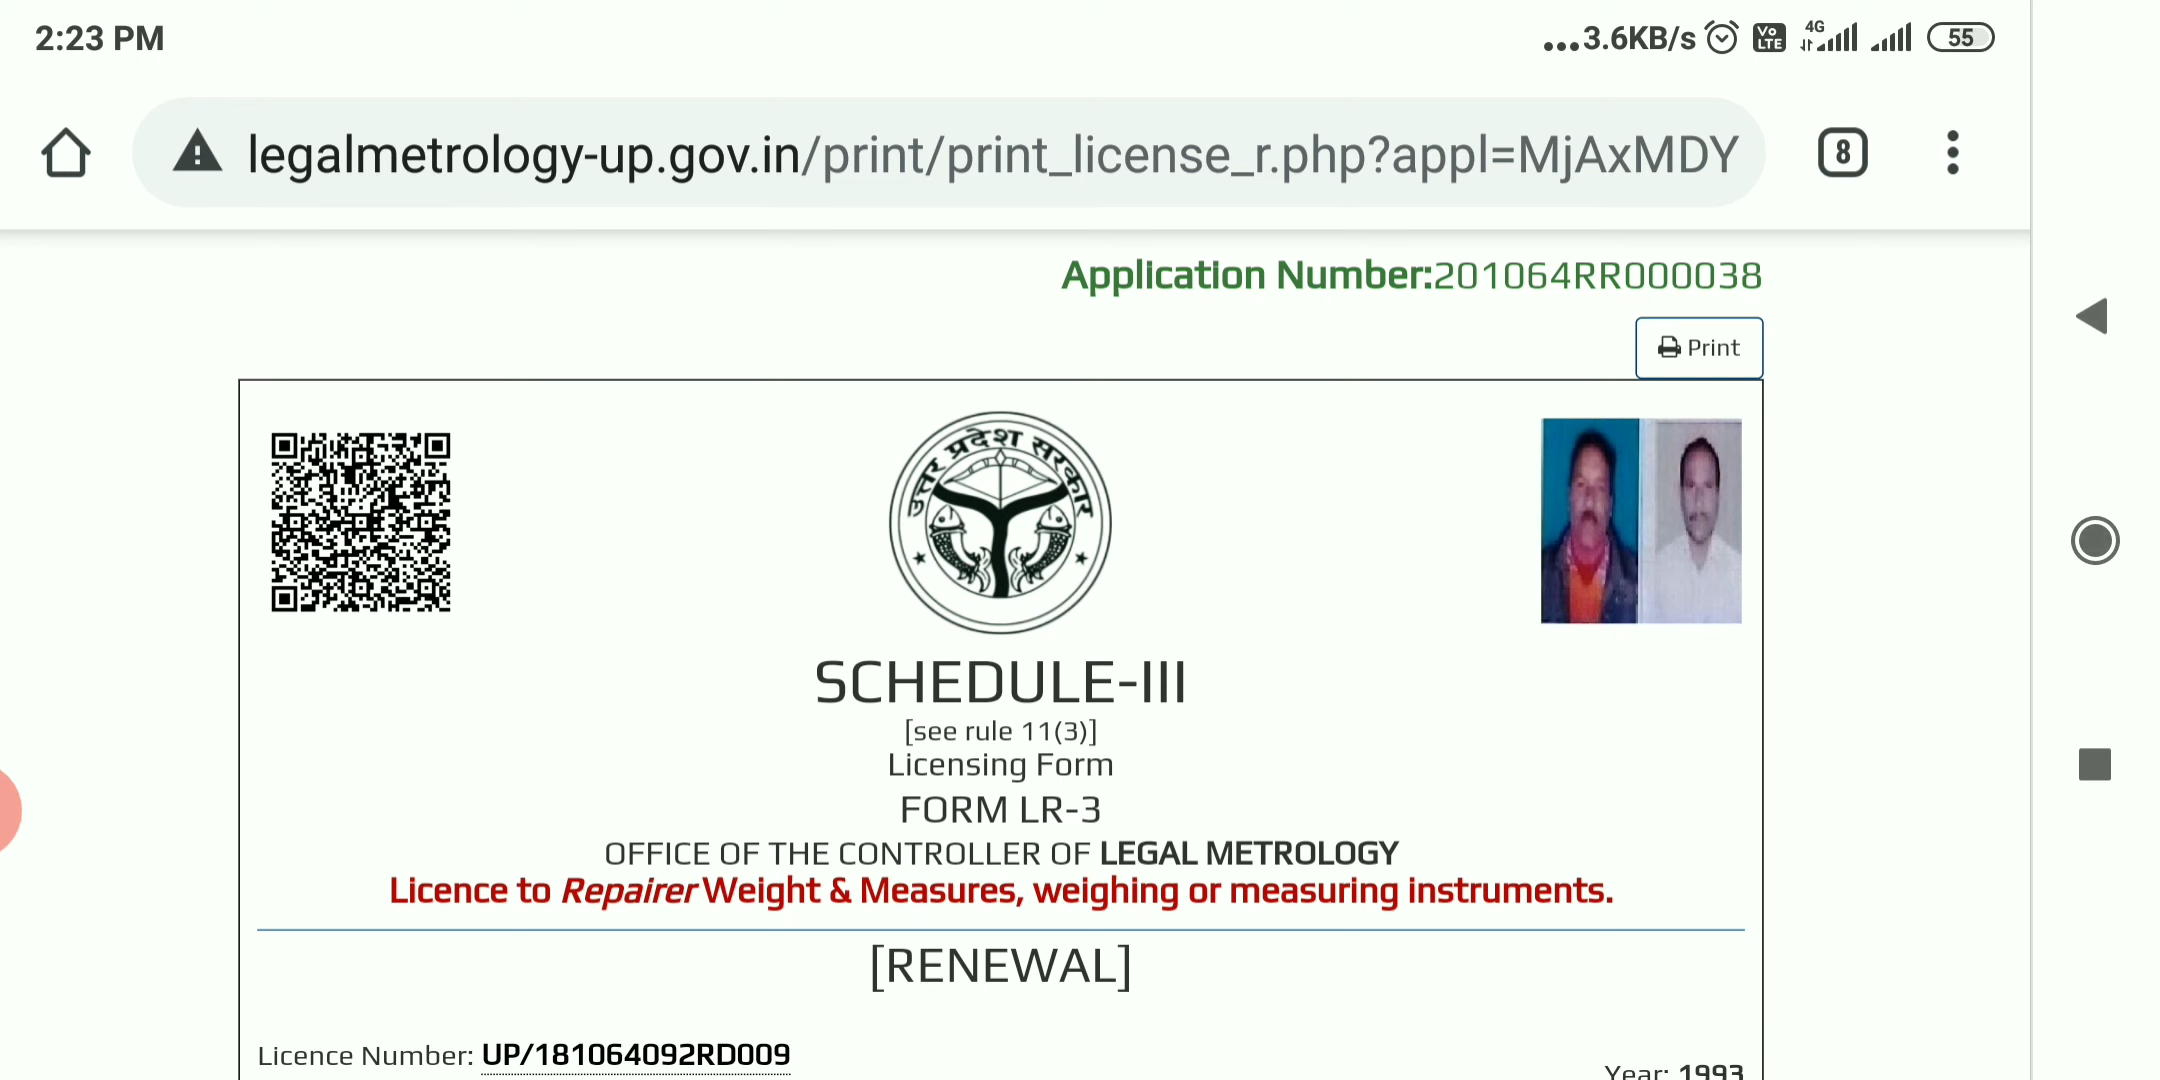 2:23 PM
...3.6KB/s Vo LTE 4G 55
legalmetrology-up.gov.in/print/print_license_r.php?appl=MjAxMDY
8
Application Number:201064RR000038
Print
उत्तर प्रदेश सरकार
SCHEDULE-III
[see rule 11(3)]
Licensing Form
FORM LR-3
OFFICE OF THE CONTROLLER OF LEGAL METROLOGY
Licence to Repairer Weight & Measures, weighing or measuring instruments.
[RENEWAL]
Licence Number: UP/181064092RD009
Year: 1993